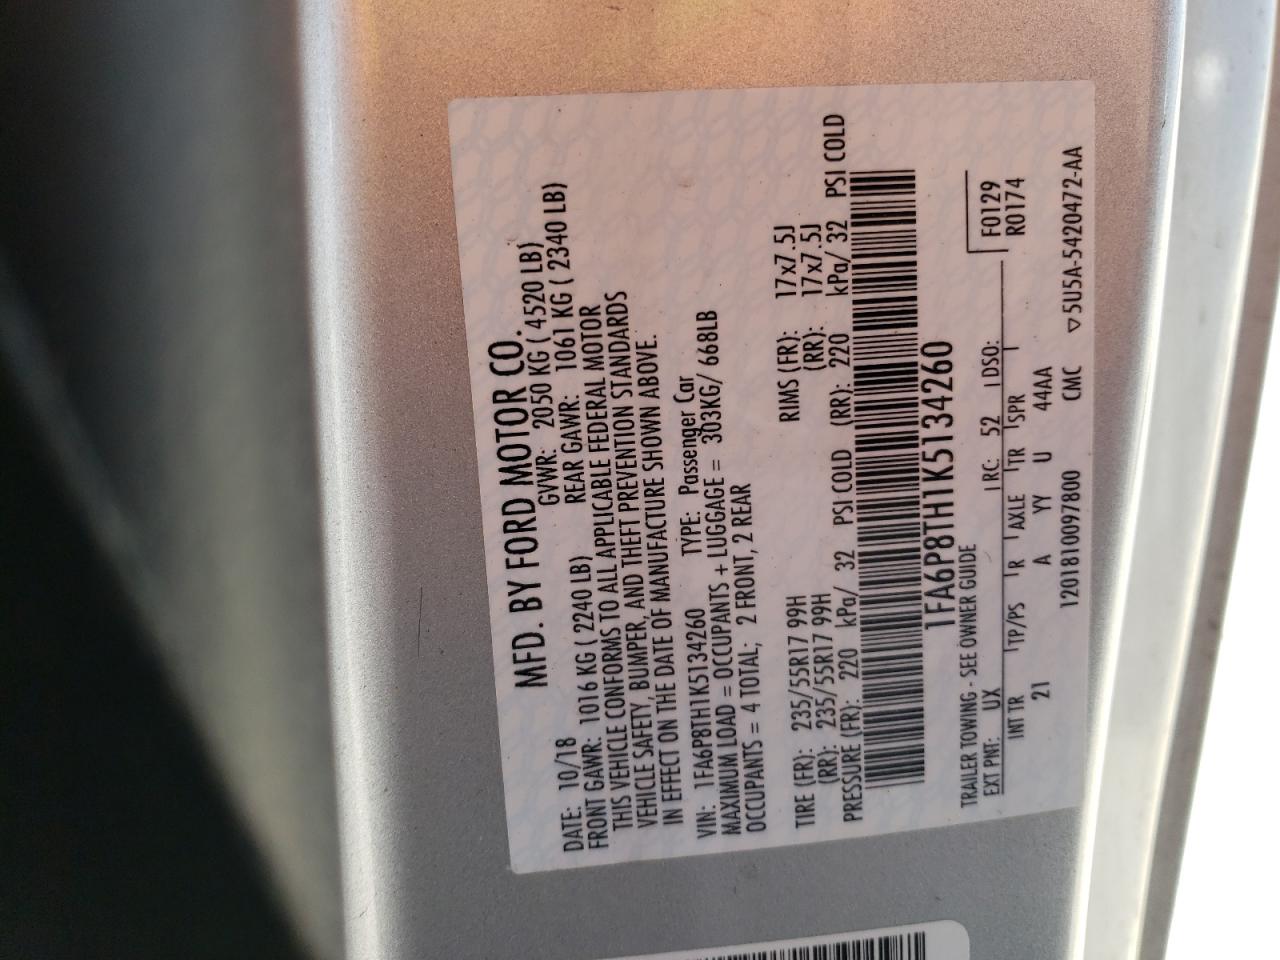 MFD. BY FORD MOTOR CO.
DATE: 10/18 GVWR: 2050 KG ( 4520 LB)
FRONT GAWR: 1016 KG ( 2240 LB) REAR GAWR: 1061 KG ( 2340 LB)
THIS VEHICLE CONFORMS TO ALL APPLICABLE FEDERAL MOTOR
VEHICLE SAFETY, BUMPER, AND THEFT PREVENTION STANDARDS
IN EFFECT ON THE DATE OF MANUFACTURE SHOWN ABOVE.
VIN: 1FA6P8TH1K5134260 TYPE: Passenger Car
MAXIMUM LOAD = OCCUPANTS + LUGGAGE = 303KG/ 668LB
OCCUPANTS = 4 TOTAL; 2 FRONT, 2 REAR
TIRE (FR): 235/55R17 99H RIMS (FR): 17x7.5J
(RR): 235/55R17 99H (RR): 17x7.5J
PRESSURE (FR): 220 kPa/ 32 PSI COLD (RR): 220 kPa/ 32 PSI COLD
1FA6P8TH1K5134260
TRAILER TOWING - SEE OWNER GUIDE
EXT PNT: UX RC: 52 DSO: F0129
INT TR TP/PS R AXLE TR SPR R0174
21 A YY U 44AA
1201810097800 CMC ▽5U5A-5420472-AA